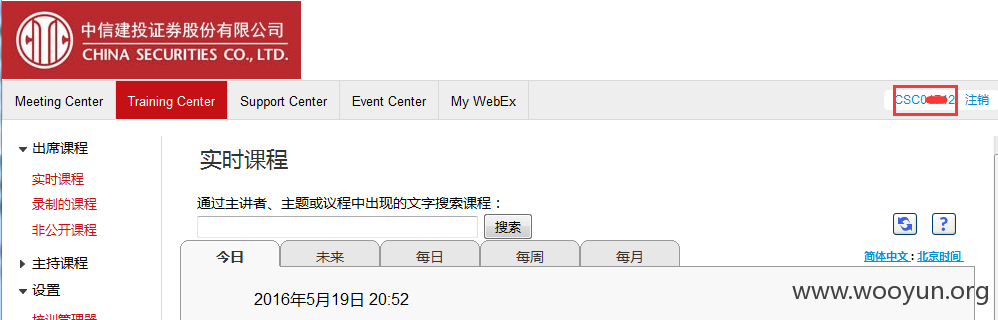 中信建投证券股份有限公司
CHINA SECURITIES CO., LTD.
Meeting Center Training Center Support Center Event Center My WebEx 注销
出席课程
实时课程
录制的课程
非公开课程
主持课程
设置
培训管理器
实时课程
通过主讲者、主题或议程中出现的文字搜索课程：
搜索
今日 未来 每日 每周 每月
简体中文 : 北京时间
2016年5月19日 20:52
www.wooyun.org